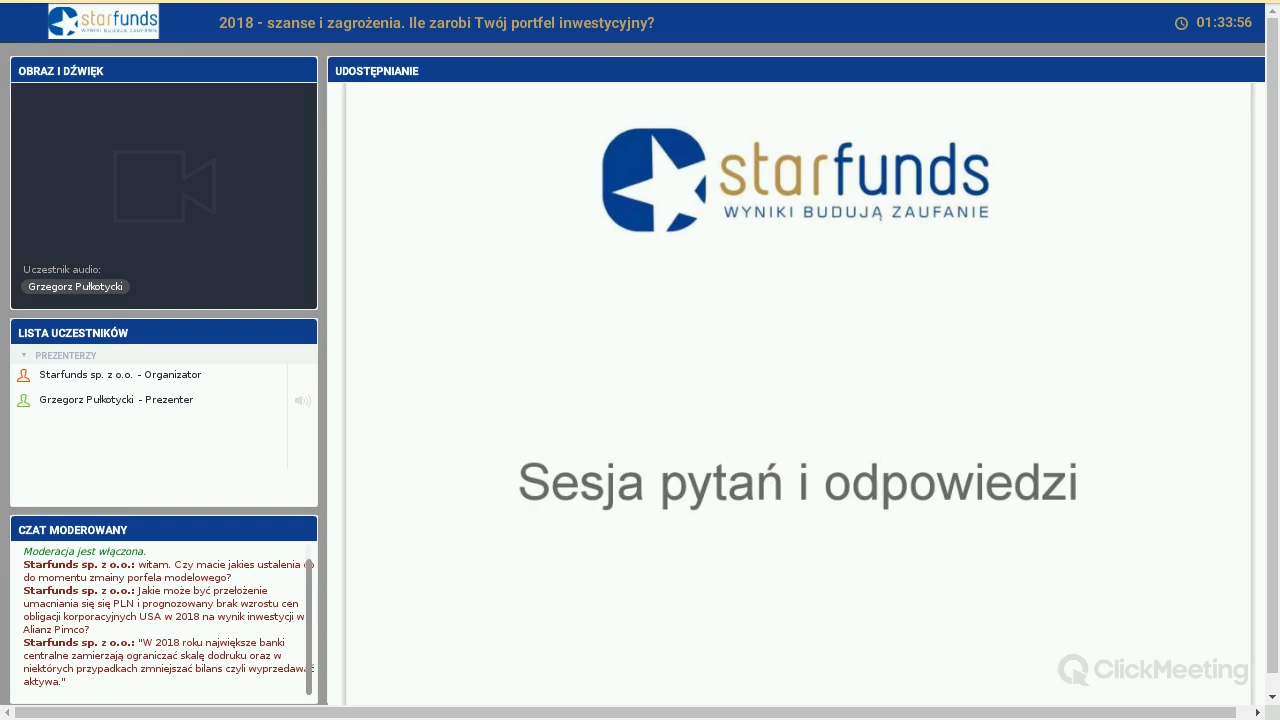 starfunds
WYNIKI BUDUJĄ ZAUFANIE
2018 - szanse i zagrożenia. Ile zarobi Twój portfel inwestycyjny?
01:33:56
OBRAZ I DŹWIĘK
Uczestnik audio:
Grzegorz Pułkotycki
LISTA UCZESTNIKÓW
PREZENTERZY
Starfunds sp. z o.o. - Organizator
Grzegorz Pułkotycki - Prezenter
CZAT MODEROWANY
Moderacja jest włączona.
Starfunds sp. z o.o.: witam. Czy macie jakies ustalenia co
do momentu zmainy porfela modelowego?
Starfunds sp. z o.o.: Jakie może być przełożenie
umacniania się się PLN i prognozowany brak wzrostu cen
obligacji korporacyjnych USA w 2018 na wynik inwestycji w
Alianz Pimco?
Starfunds sp. z o.o.: "W 2018 roku największe banki
centralne zamierzają ograniczać skalę dodruku oraz w
niektórych przypadkach zmniejszać bilans czyli wyprzedawać
aktywa."
UDOSTĘPNIANIE
starfunds
WYNIKI BUDUJĄ ZAUFANIE
Sesja pytań i odpowiedzi
ClickMeeting